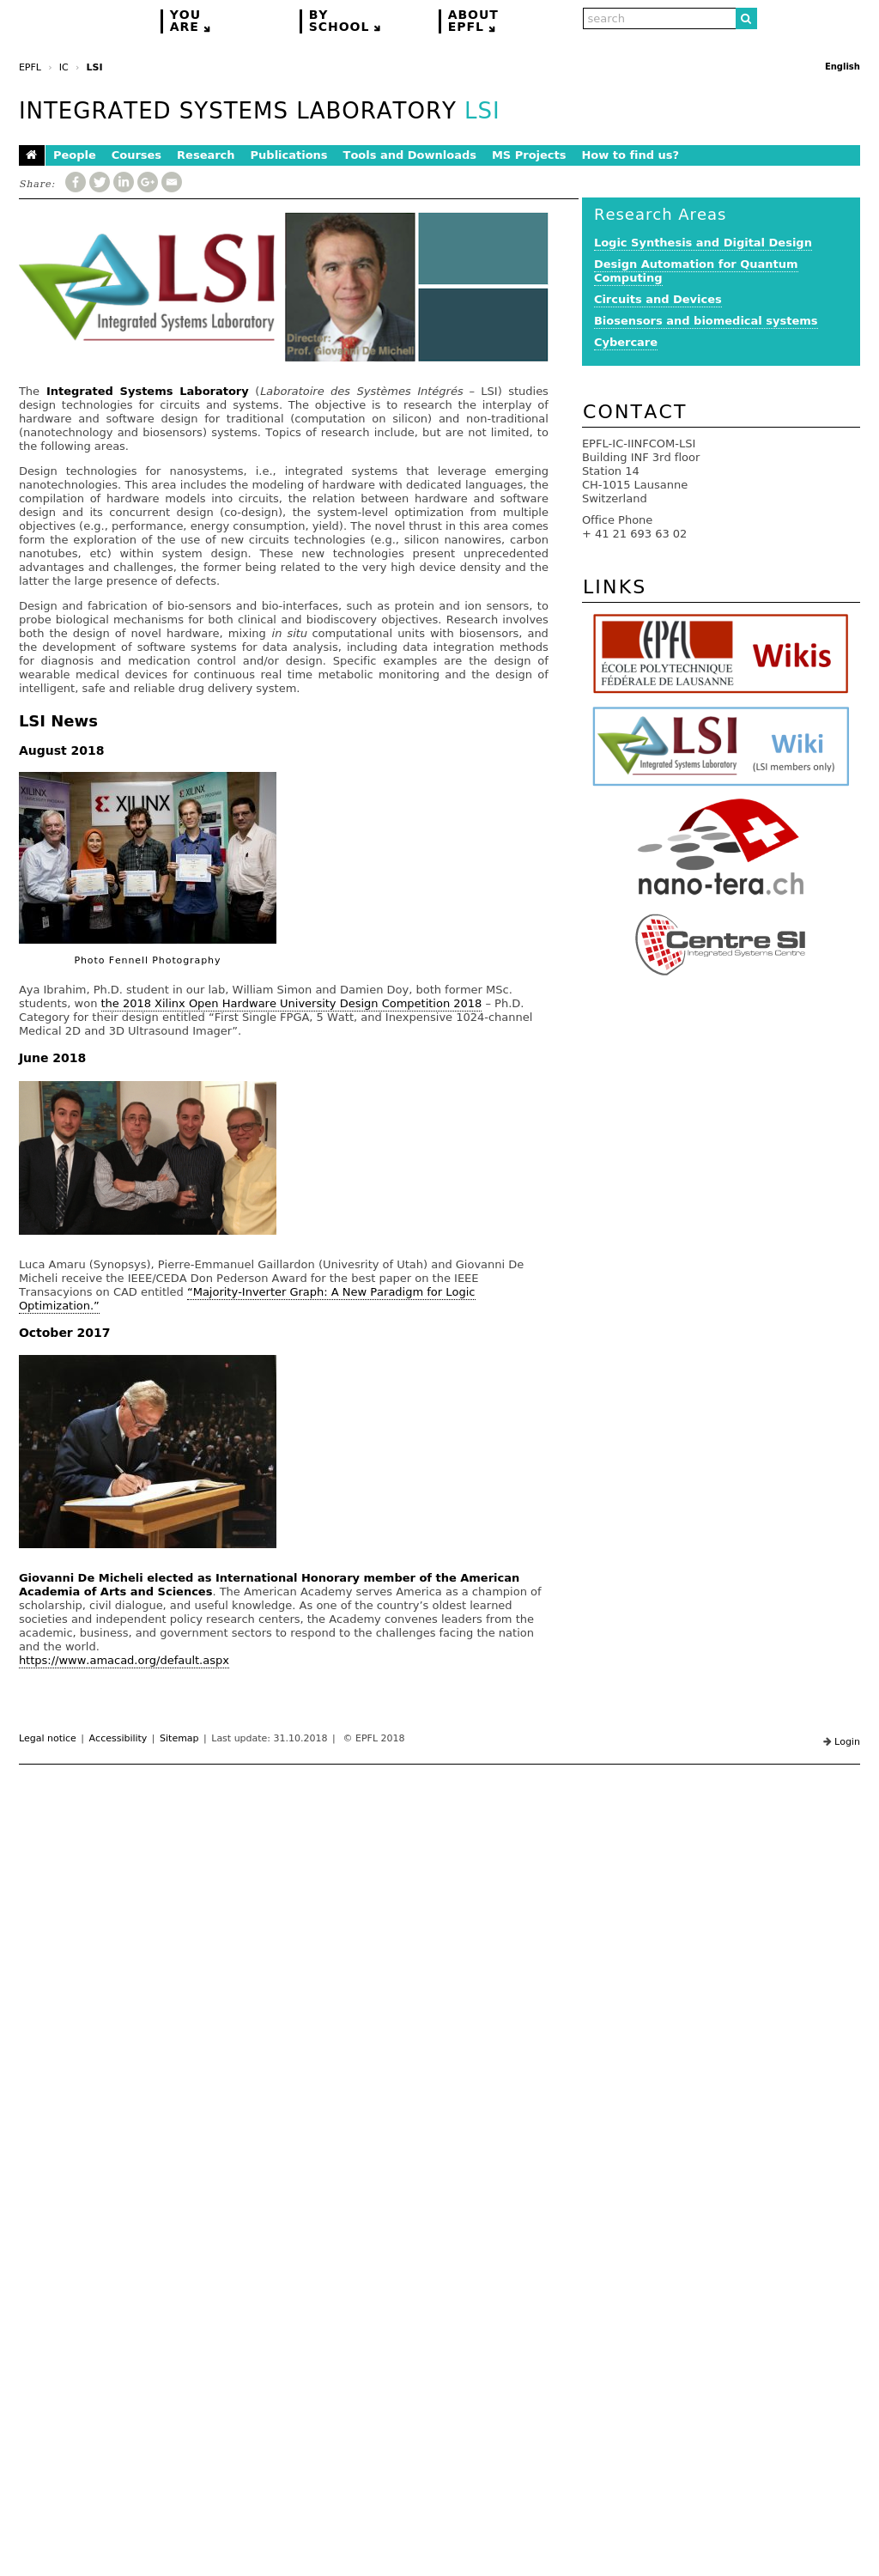 YOU
ARE
BY
SCHOOL
ABOUT
EPFL
search
EPFL › IC › LSI
English
INTEGRATED SYSTEMS LABORATORY LSI
People Courses Research Publications Tools and Downloads MS Projects How to find us?
Share:
LSI
Integrated Systems Laboratory
Director:
Prof. Giovanni De Micheli
The Integrated Systems Laboratory (Laboratoire des Systèmes Intégrés – LSI) studies
design technologies for circuits and systems. The objective is to research the interplay of
hardware and software design for traditional (computation on silicon) and non-traditional
(nanotechnology and biosensors) systems. Topics of research include, but are not limited, to
the following areas.
Design technologies for nanosystems, i.e., integrated systems that leverage emerging
nanotechnologies. This area includes the modeling of hardware with dedicated languages, the
compilation of hardware models into circuits, the relation between hardware and software
design and its concurrent design (co-design), the system-level optimization from multiple
objectives (e.g., performance, energy consumption, yield). The novel thrust in this area comes
form the exploration of the use of new circuits technologies (e.g., silicon nanowires, carbon
nanotubes, etc) within system design. These new technologies present unprecedented
advantages and challenges, the former being related to the very high device density and the
latter the large presence of defects.
Design and fabrication of bio-sensors and bio-interfaces, such as protein and ion sensors, to
probe biological mechanisms for both clinical and biodiscovery objectives. Research involves
both the design of novel hardware, mixing in situ computational units with biosensors, and
the development of software systems for data analysis, including data integration methods
for diagnosis and medication control and/or design. Specific examples are the design of
wearable medical devices for continuous real time metabolic monitoring and the design of
intelligent, safe and reliable drug delivery system.
LSI News
August 2018
XILINX
XILINX
Photo Fennell Photography
Aya Ibrahim, Ph.D. student in our lab, William Simon and Damien Doy, both former MSc.
students, won the 2018 Xilinx Open Hardware University Design Competition 2018 – Ph.D.
Category for their design entitled “First Single FPGA, 5 Watt, and Inexpensive 1024-channel
Medical 2D and 3D Ultrasound Imager”.
June 2018
Luca Amaru (Synopsys), Pierre-Emmanuel Gaillardon (Univesrity of Utah) and Giovanni De
Micheli receive the IEEE/CEDA Don Pederson Award for the best paper on the IEEE
Transacyions on CAD entitled “Majority-Inverter Graph: A New Paradigm for Logic
Optimization.”
October 2017
Giovanni De Micheli elected as International Honorary member of the American
Academia of Arts and Sciences. The American Academy serves America as a champion of
scholarship, civil dialogue, and useful knowledge. As one of the country’s oldest learned
societies and independent policy research centers, the Academy convenes leaders from the
academic, business, and government sectors to respond to the challenges facing the nation
and the world.
https://www.amacad.org/default.aspx
Research Areas
Logic Synthesis and Digital Design
Design Automation for Quantum
Computing
Circuits and Devices
Biosensors and biomedical systems
Cybercare
CONTACT
EPFL-IC-IINFCOM-LSI
Building INF 3rd floor
Station 14
CH-1015 Lausanne
Switzerland
Office Phone
+ 41 21 693 63 02
LINKS
EPFL
ÉCOLE POLYTECHNIQUE
FÉDÉRALE DE LAUSANNE
Wikis
LSI
Integrated Systems Laboratory
Wiki
(LSI members only)
nano-tera.ch
Centre SI
Integrated Systems Centre
Legal notice | Accessibility | Sitemap | Last update: 31.10.2018 | © EPFL 2018
Login